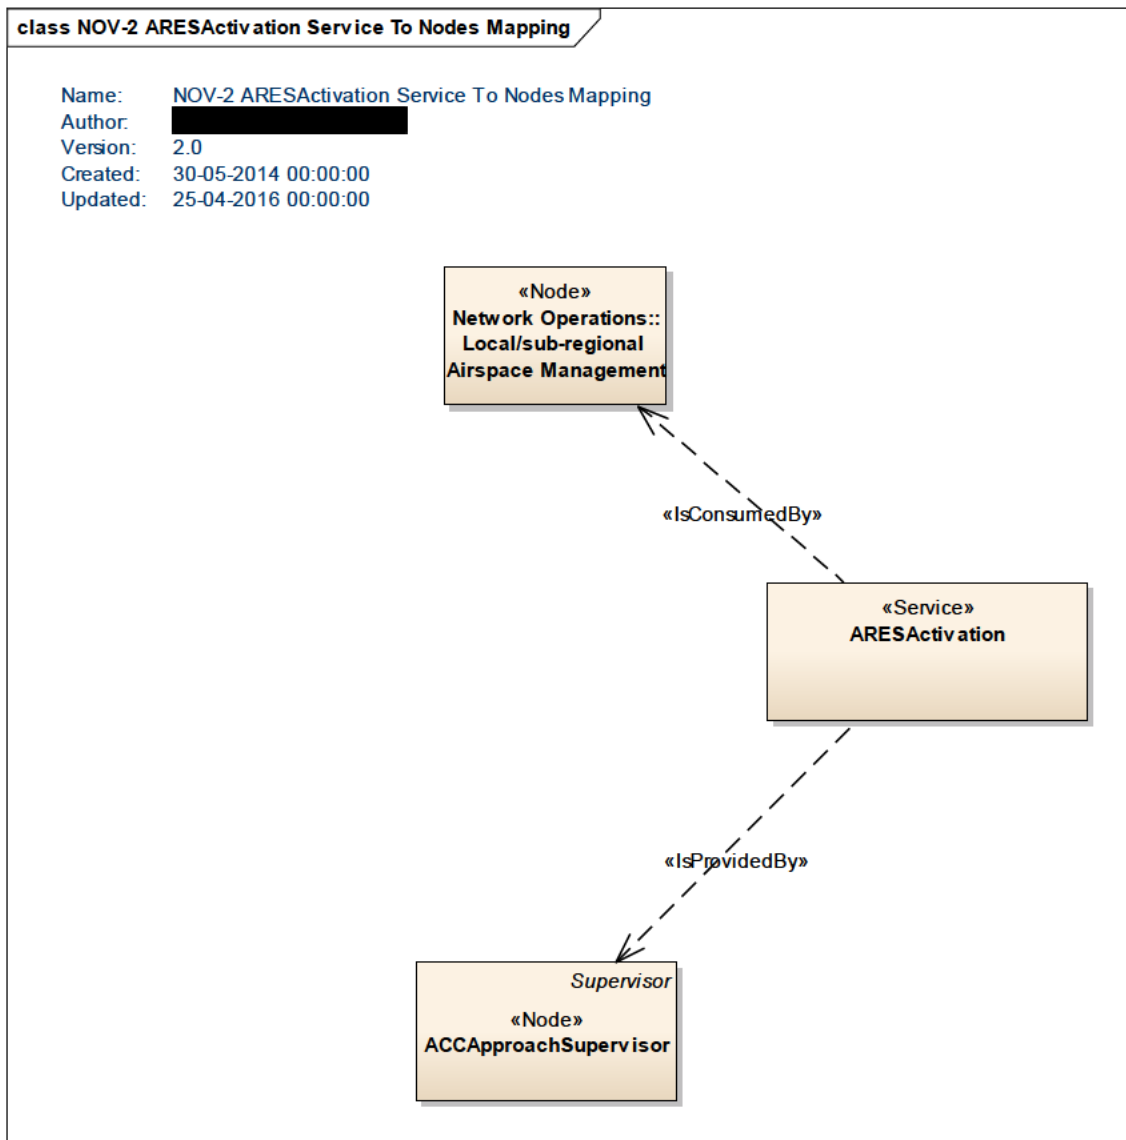 class NOV-2 ARESActivation Service To Nodes Mapping
Name: NOV-2 ARESActivation Service To Nodes Mapping
Author:
Version: 2.0
Created: 30-05-2014 00:00:00
Updated: 25-04-2016 00:00:00
«Node»
Network Operations::
Local/sub-regional
Airspace Management
«IsConsumedBy»
«Service»
ARESActivation
«IsProvidedBy»
Supervisor
«Node»
ACCApproachSupervisor